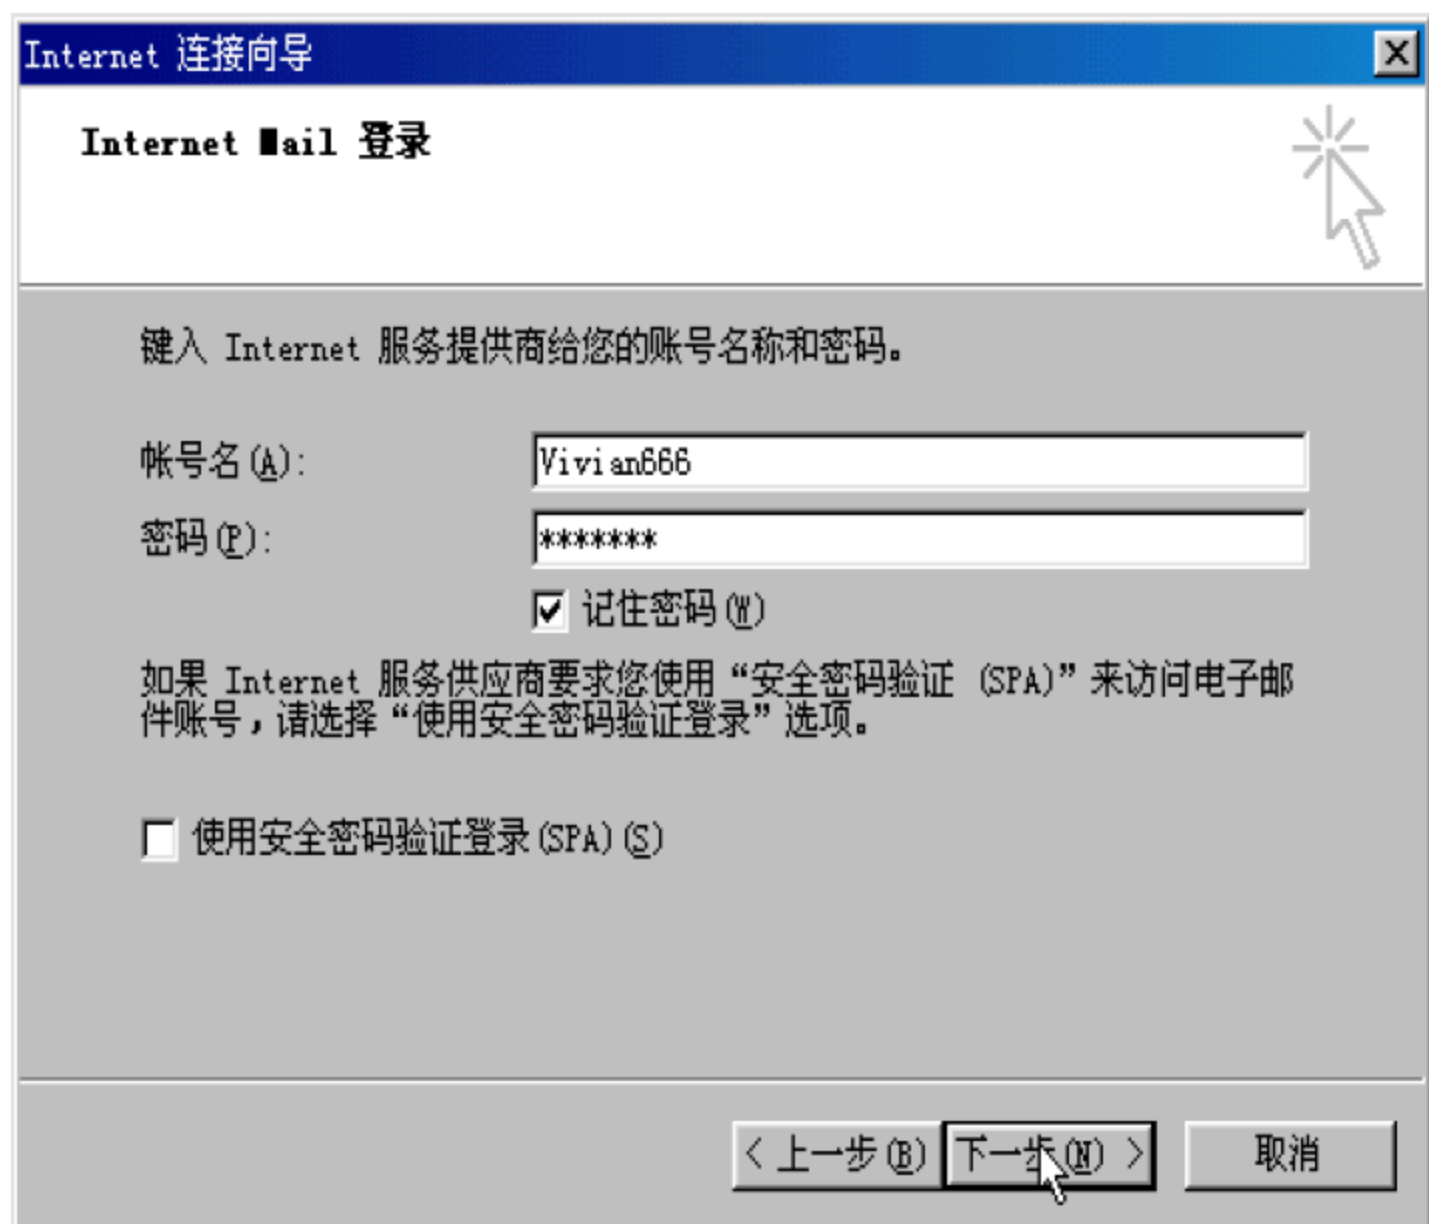 Internet 连接向导
Internet Mail 登录
键入 Internet 服务提供商给您的账号名称和密码。
帐号名(A):
Vivian666
密码(P):
*******
记住密码(W)
如果 Internet 服务供应商要求您使用“安全密码验证 (SPA)”来访问电子邮
件账号，请选择“使用安全密码验证登录”选项。
使用安全密码验证登录(SPA)(S)
< 上一步(B) 下一步(N) > 取消